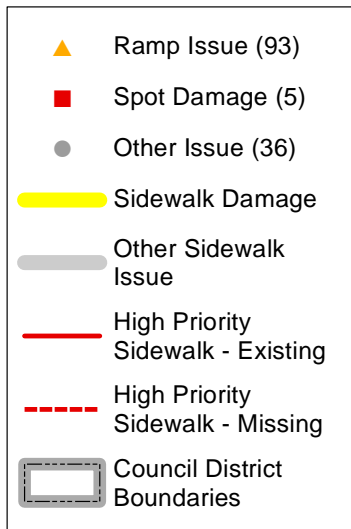 Ramp Issue (93)
Spot Damage (5)
Other Issue (36)
Sidewalk Damage
Other Sidewalk
Issue
High Priority
Sidewalk - Existing
High Priority
Sidewalk - Missing
Council District
Boundaries